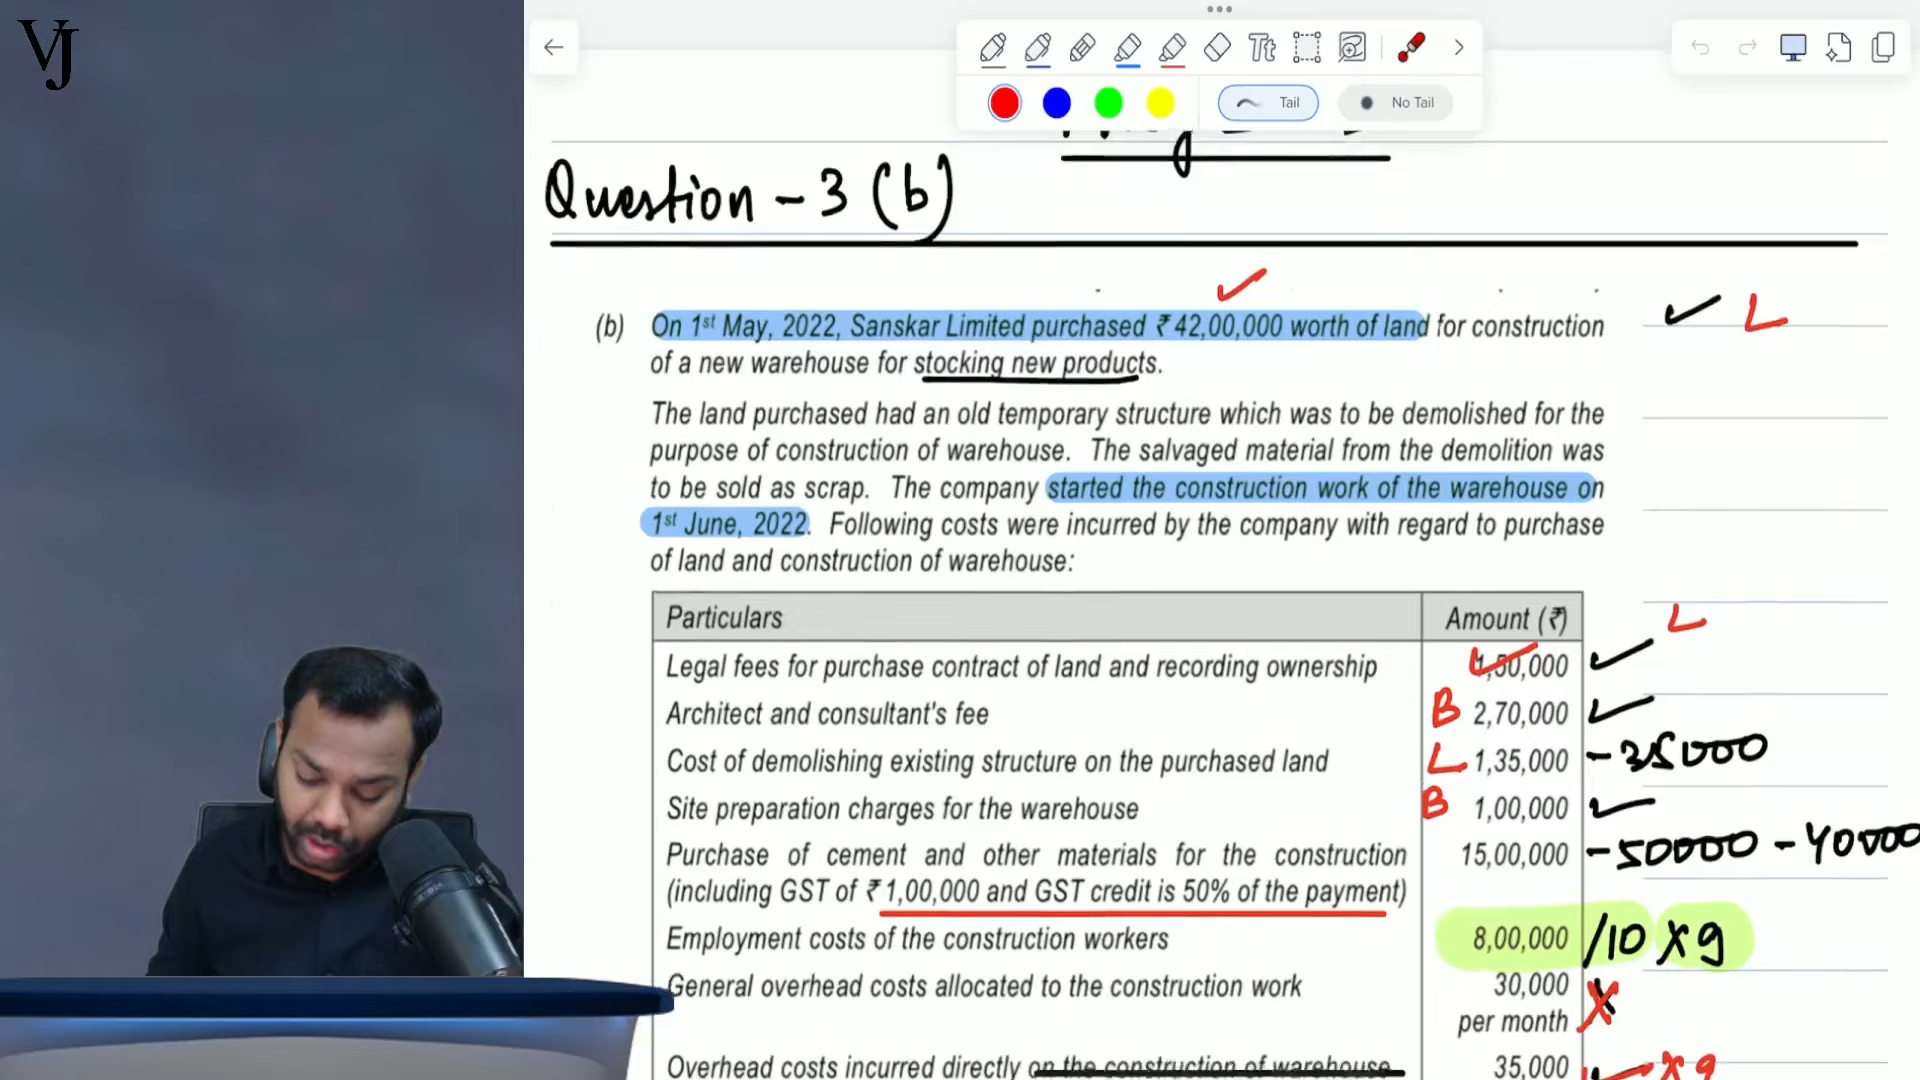 VJ
Tt
Tail
No Tail
Question - 3 (b)
(b) On 1st May, 2022, Sanskar Limited purchased ₹ 42,00,000 worth of land for construction
of a new warehouse for stocking new products.
L
The land purchased had an old temporary structure which was to be demolished for the
purpose of construction of warehouse. The salvaged material from the demolition was
to be sold as scrap. The company started the construction work of the warehouse on
1st June, 2022. Following costs were incurred by the company with regard to purchase
of land and construction of warehouse:
Particulars Amount (₹)
L
Legal fees for purchase contract of land and recording ownership 1,50,000
Architect and consultant's fee B 2,70,000
Cost of demolishing existing structure on the purchased land L 1,35,000 - 35000
Site preparation charges for the warehouse B 1,00,000
Purchase of cement and other materials for the construction 15,00,000 - 50000 - 40000
(including GST of ₹ 1,00,000 and GST credit is 50% of the payment)
Employment costs of the construction workers 8,00,000 /10 x 9
General overhead costs allocated to the construction work 30,000
per month X
Overhead costs incurred directly on the construction of warehouse 35,000 x 9